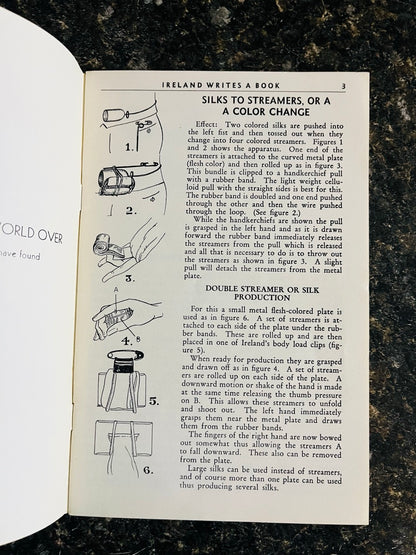 WORLD OVER
have found
IRELAND WRITES A BOOK 3
SILKS TO STREAMERS, OR A
A COLOR CHANGE
Effect: Two colored silks are pushed into
the left fist and then tossed out when they
change into four colored streamers. Figures 1
and 2 shows the apparatus. One end of the
streamers is attached to the curved metal plate
(flesh color) and then rolled up as in figure 3.
This bundle is clipped to a handkerchief pull
with a rubber band. The light weight cellu-
loid pull with the straight sides is best for this.
The rubber band is doubled and one end pushed
through the other and then the wire pushed
through the loop. (See figure 2.)
While the handkerchiefs are shown the pull
is grasped in the left hand and as it is drawn
forward the rubber band immediately releases
the streamers from the pull which is released
and all that is necessary to do is to throw out
the streamers as shown in figure 3. A slight
pull will detach the streamers from the metal
plate.
DOUBLE STREAMER OR SILK
PRODUCTION
For this a small metal flesh-colored plate is
used as in figure 6. A set of streamers is at-
tached to each side of the plate under the rub-
ber bands. These are rolled up and are then
placed in one of Ireland's body load clips (fig-
ure 5).
When ready for production they are grasped
and drawn off as in figure 4. A set of stream-
ers are rolled up on each side of the plate. A
downward motion or shake of the hand is made
at the same time releasing the thumb pressure
on B. This allows these streamers to unfold
and shoot out. The left hand immediately
grasps them near the metal plate and draws
them from the rubber bands.
The fingers of the right hand are now bowed
out somewhat thus allowing the streamers A
to fall downward. These also can be removed
from the plate.
Large silks can be used instead of streamers,
and of course more than one plate can be used
thus producing several silks.
1.
2.
3.
A
4. B
5.
6.